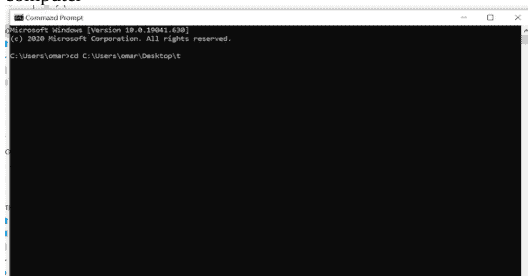 computer
Command Prompt
Microsoft Windows [Version 10.0.19041.630]
(c) 2020 Microsoft Corporation. All rights reserved.
C:\Users\omar>cd C:\Users\omar\Desktop\t